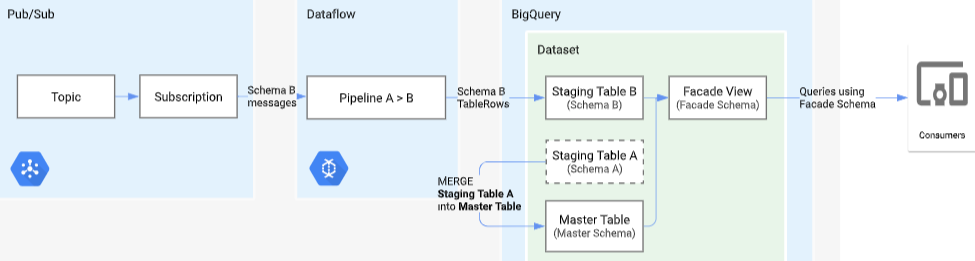 Pub/Sub
Dataflow
BigQuery
Dataset
Topic
Subscription
Schema B
messages
Pipeline A > B
Schema B
TableRows
Staging Table B
(Schema B)
Facade View
(Facade Schema)
Queries using
Facade Schema
Consumers
Staging Table A
(Schema A)
MERGE
Staging Table A
into Master Table
Master Table
(Master Schema)